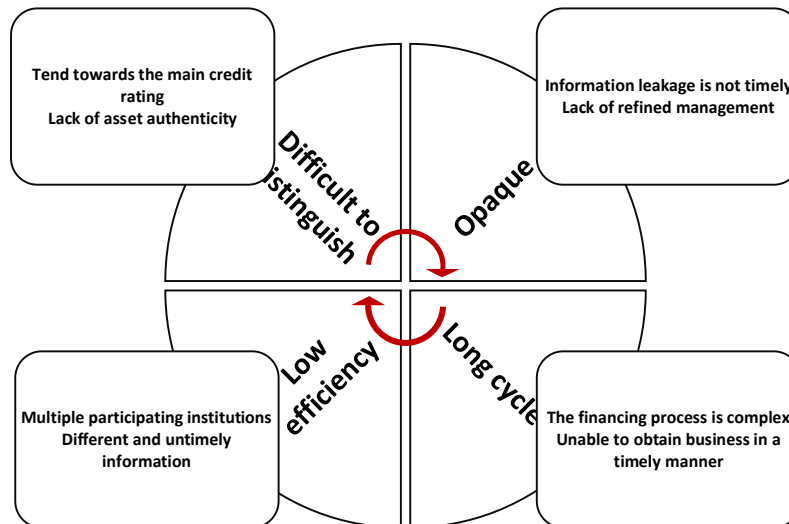 Tend towards the main credit
rating
Lack of asset authenticity
Information leakage is not timely
Lack of refined management
Difficult to
istinguish
Opaque
Low
efficiency
Long cycle
Multiple participating institutions
Different and untimely
information
The financing process is complex
Unable to obtain business in a
timely manner